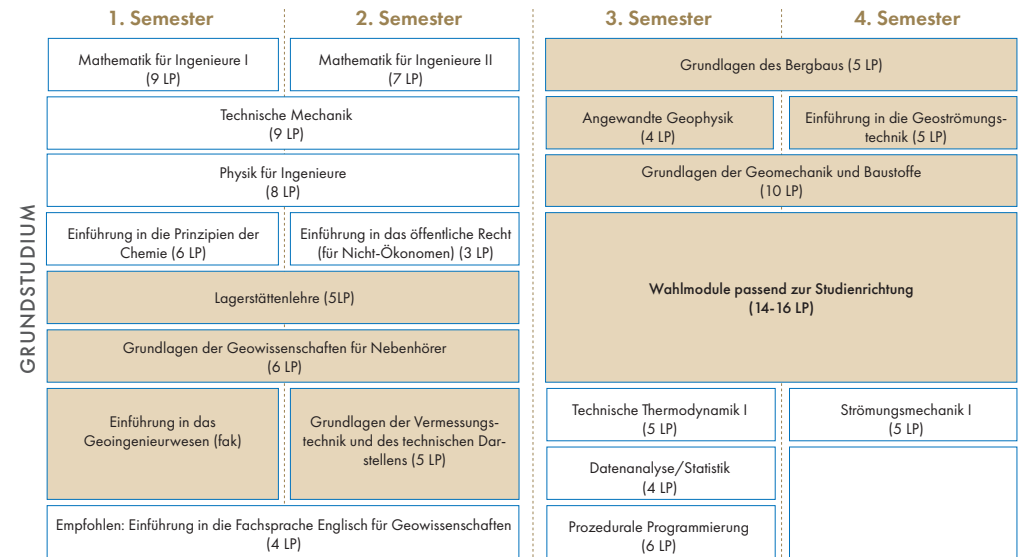 1. Semester
2. Semester
3. Semester
4. Semester
GRUNDSTUDIUM
Mathematik für Ingenieure I
(9 LP)
Mathematik für Ingenieure II
(7 LP)
Technische Mechanik
(9 LP)
Physik für Ingenieure
(8 LP)
Einführung in die Prinzipien der
Chemie (6 LP)
Einführung in das öffentliche Recht
(für Nicht-Ökonomen) (3 LP)
Lagerstättenlehre (5LP)
Grundlagen der Geowissenschaften für Nebenhörer
(6 LP)
Einführung in das
Geoingenieurwesen (fak)
Grundlagen der Vermessungs-
technik und des technischen Dar-
stellens (5 LP)
Empfohlen: Einführung in die Fachsprache Englisch für Geowissenschaften
(4 LP)
Grundlagen des Bergbaus (5 LP)
Angewandte Geophysik
(4 LP)
Einführung in die Geoströmungs-
technik (5 LP)
Grundlagen der Geomechanik und Baustoffe
(10 LP)
Wahlmodule passend zur Studienrichtung
(14-16 LP)
Technische Thermodynamik I
(5 LP)
Strömungsmechanik I
(5 LP)
Datenanalyse/Statistik
(4 LP)
Prozedurale Programmierung
(6 LP)